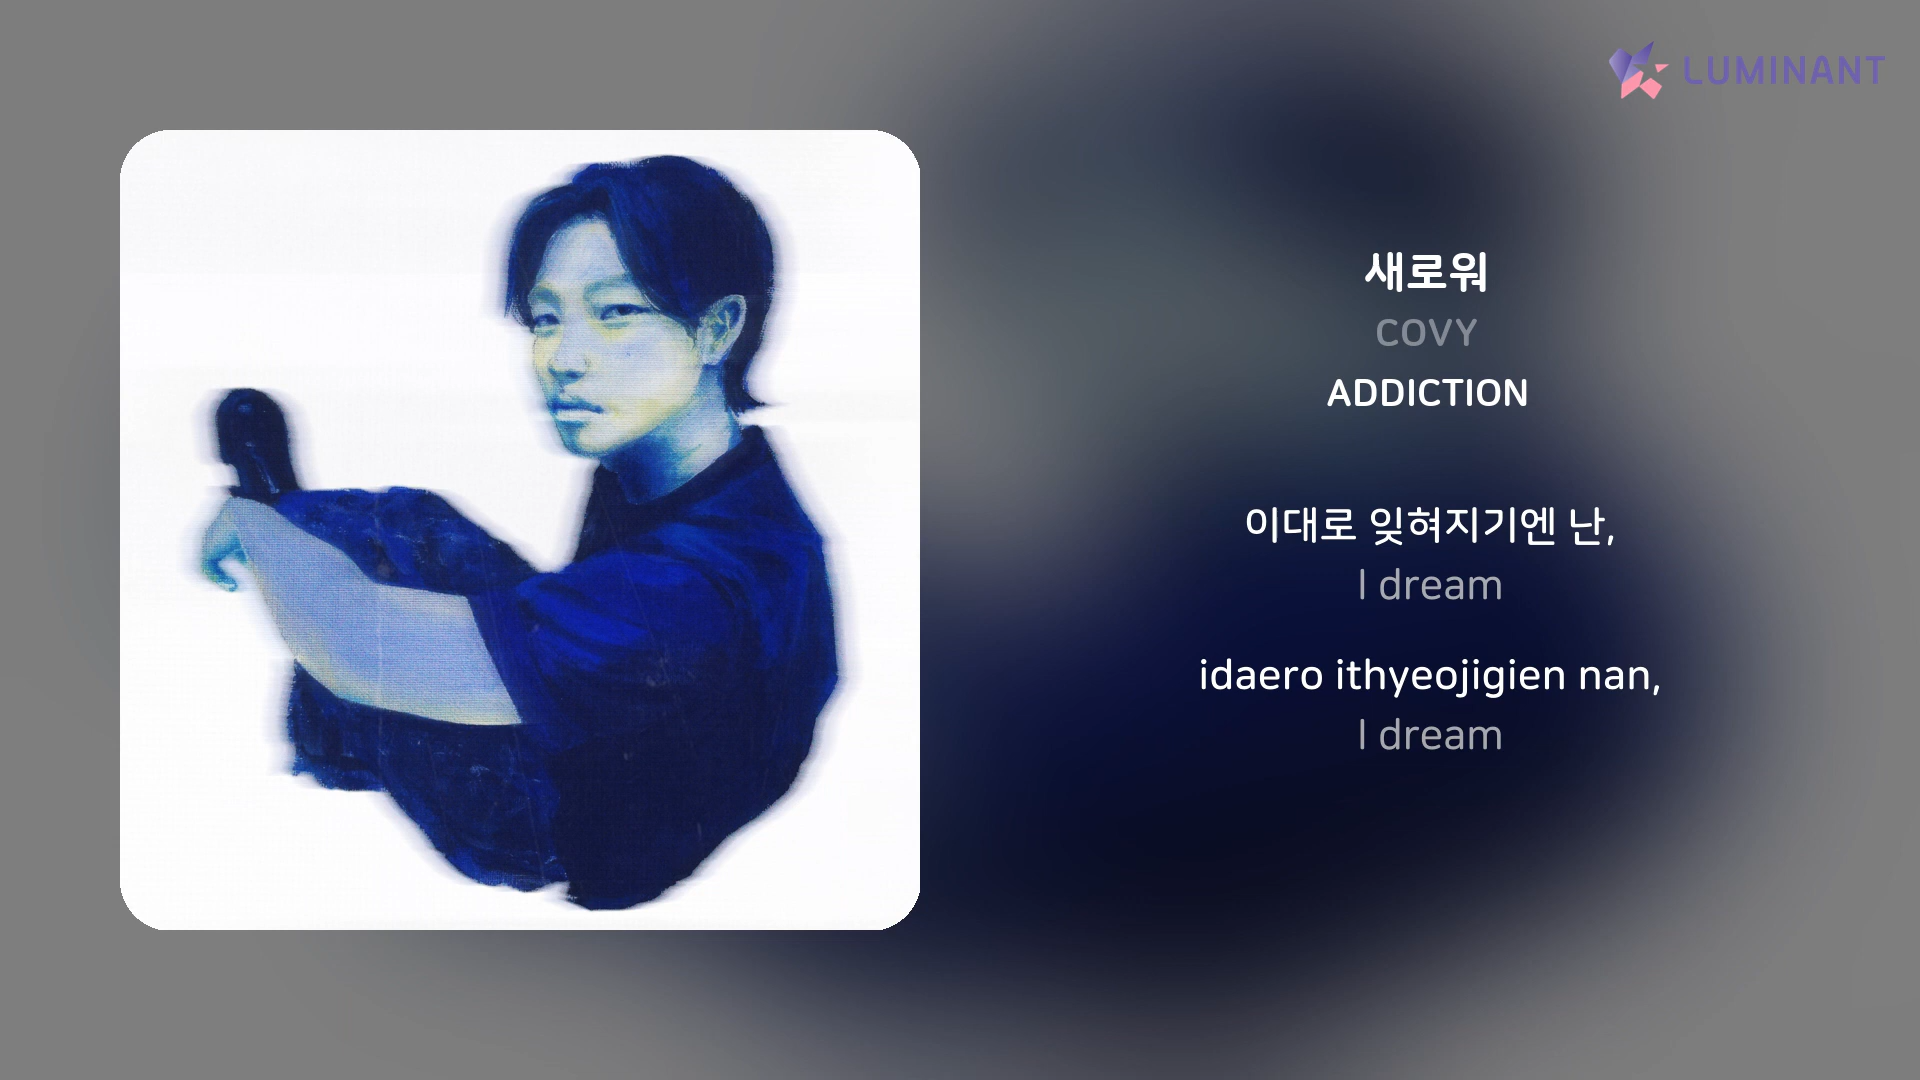 LUMINANT
새로워
COVY
ADDICTION
이대로 잊혀지기엔 난,
I dream
idaero ithyeojigien nan,
I dream